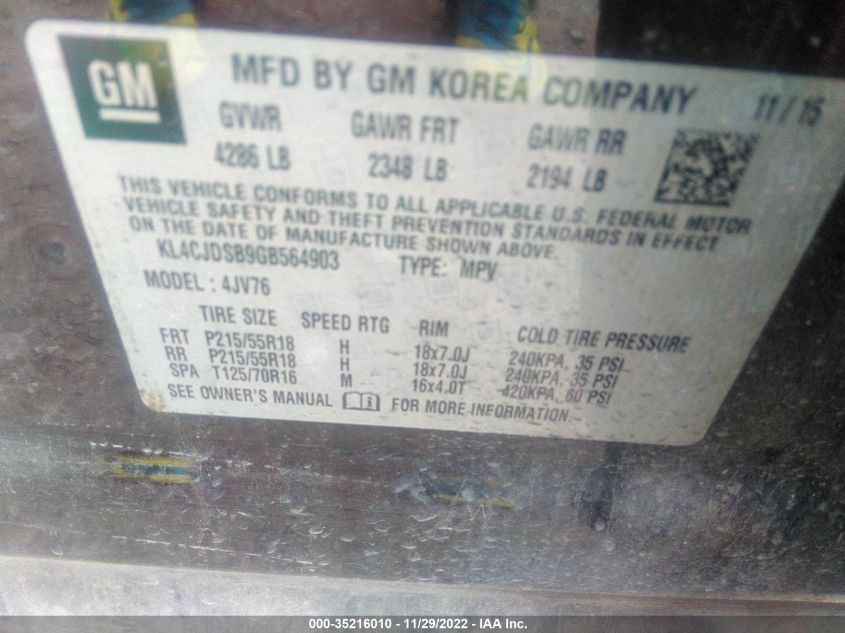 GM
MFD BY GM KOREA COMPANY 11/15
GVWR GAWR FRT GAWR RR
4286 LB 2348 LB 2194 LB
THIS VEHICLE CONFORMS TO ALL APPLICABLE U.S. FEDERAL MOTOR
VEHICLE SAFETY AND THEFT PREVENTION STANDARDS IN EFFECT
ON THE DATE OF MANUFACTURE SHOWN ABOVE.
KL4CJDSB9GB564903 TYPE: MPV
MODEL: 4JV76
TIRE SIZE SPEED RTG RIM COLD TIRE PRESSURE
FRT P215/55R18 H 18x7.0J 240KPA, 35 PSI
RR P215/55R18 H 18x7.0J 240KPA, 35 PSI
SPA T125/70R16 M 16x4.0T 420KPA, 60 PSI
SEE OWNER'S MANUAL FOR MORE INFORMATION.
000-35216010 - 11/29/2022 - IAA Inc.